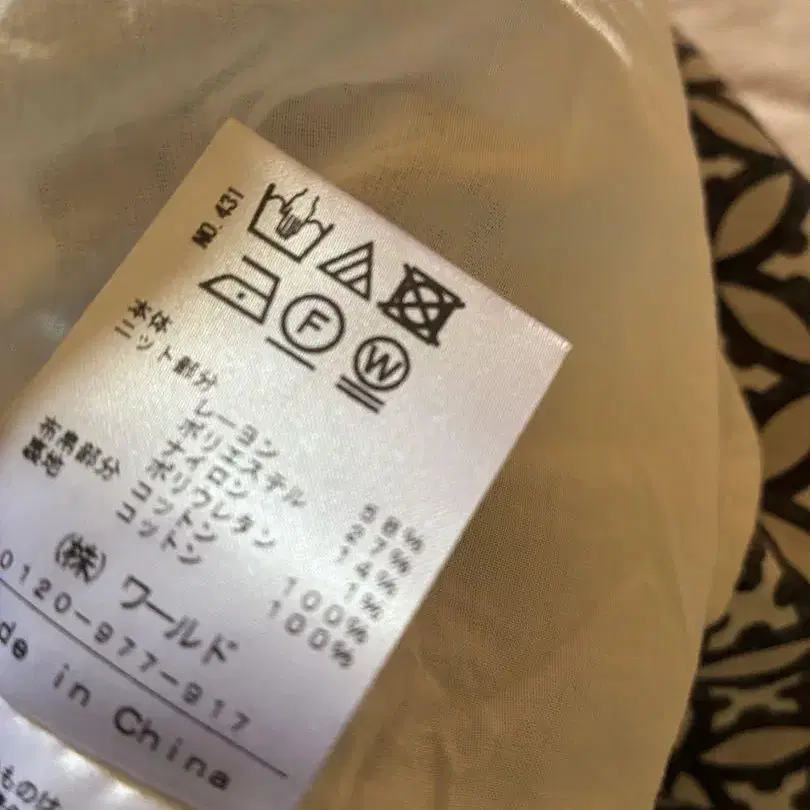 NO. 431
F
W
本体
ニット部分
レーヨン 58%
ポリエステル 27%
ナイロン 14%
ポリウレタン 1%
布帛部分 コットン 100%
裏地 コットン 100%
(株) ワールド
0120-977-917
de in China
ものは